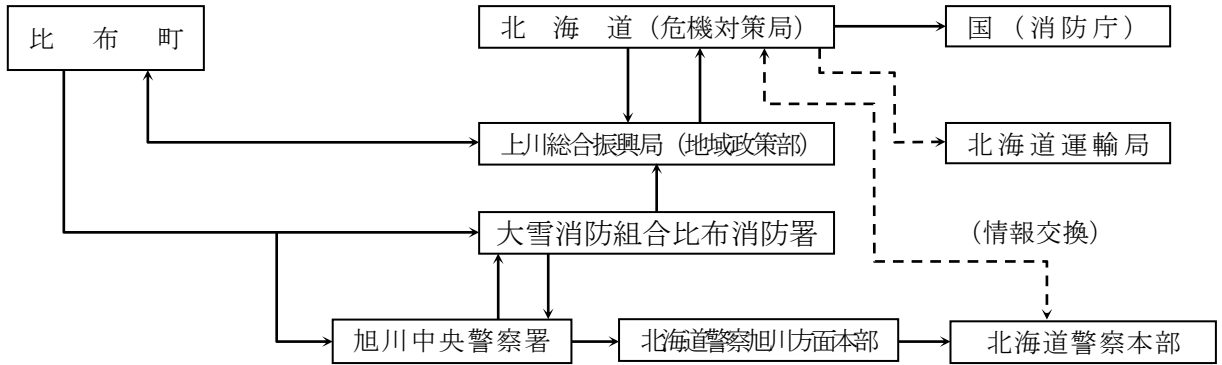 比布町
北海道（危機対策局）
国（消防庁）
上川総合振興局（地域政策部）
北海道運輸局
大雪消防組合比布消防署
（情報交換）
旭川中央警察署
北海道警察旭川方面本部
北海道警察本部